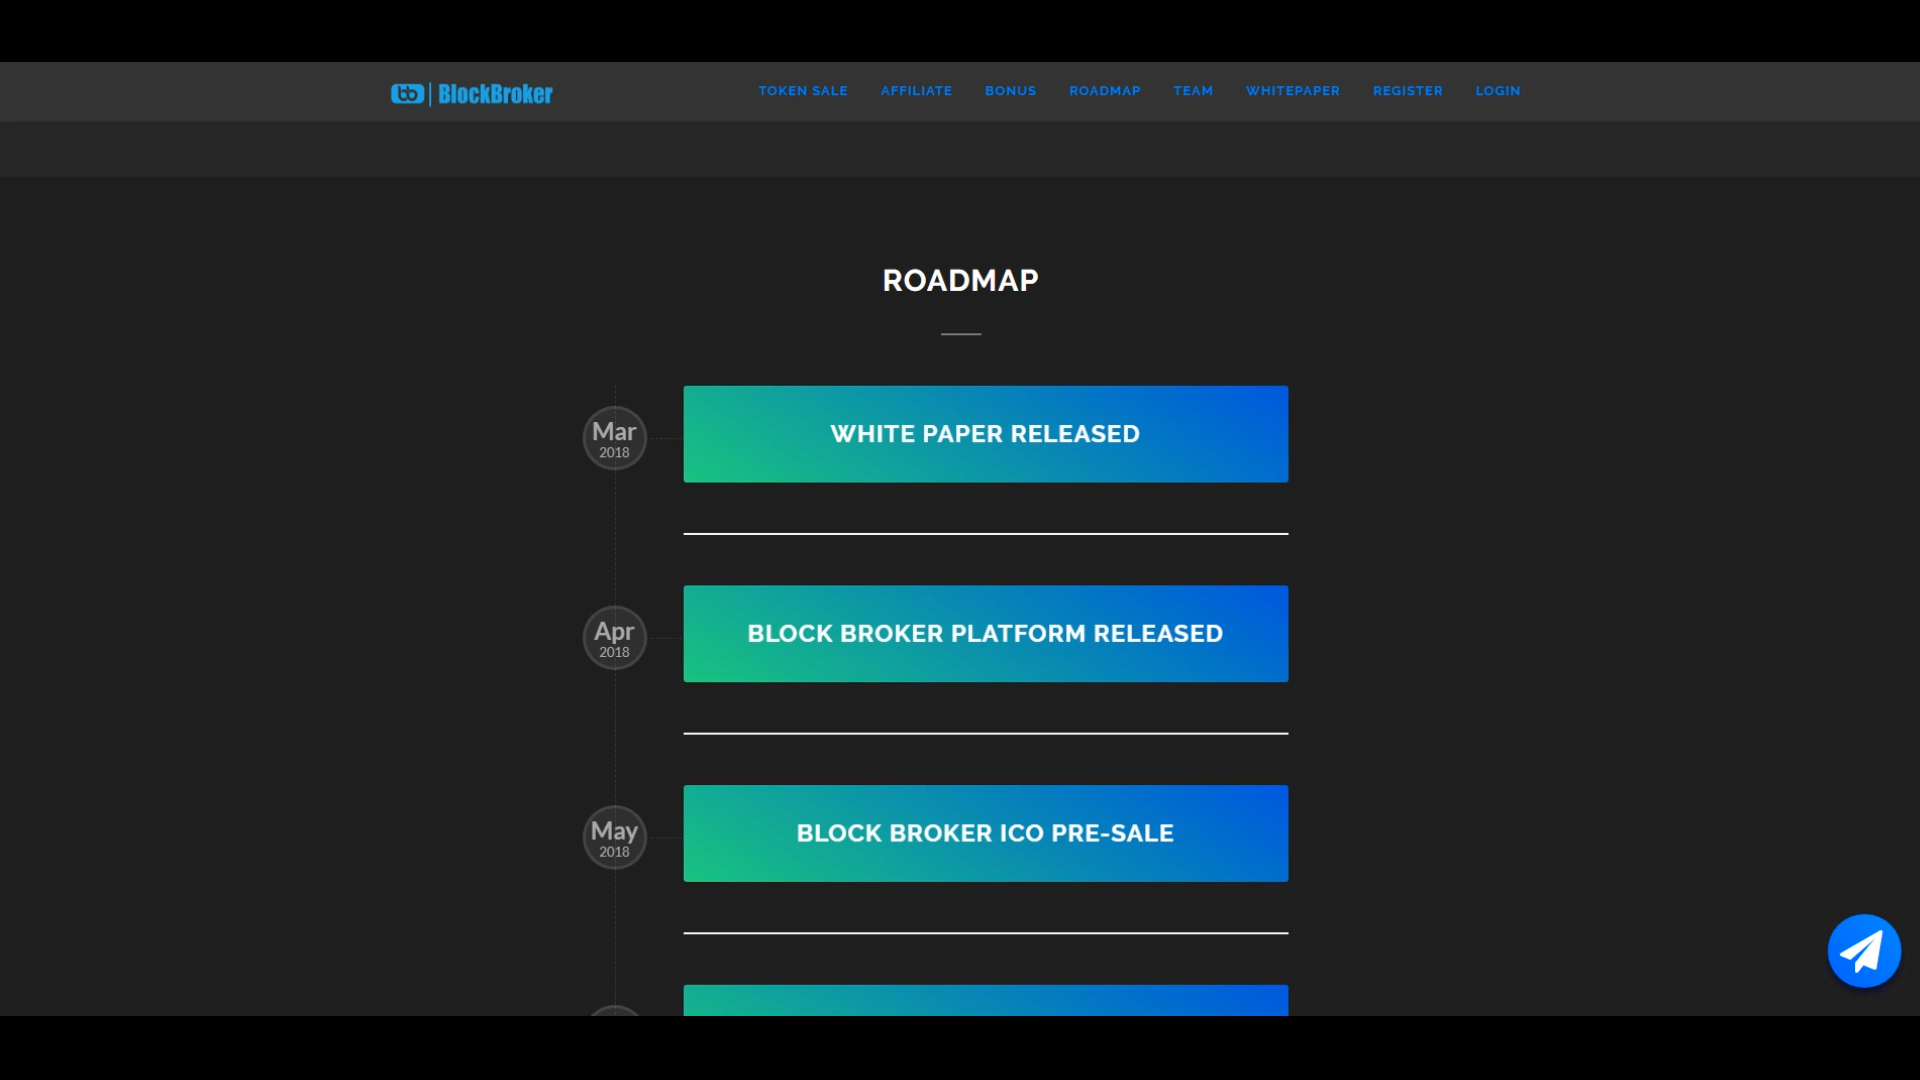 bb | BlockBroker
TOKEN SALE AFFILIATE BONUS ROADMAP TEAM WHITEPAPER REGISTER LOGIN
ROADMAP
Mar
2018
WHITE PAPER RELEASED
Apr
2018
BLOCK BROKER PLATFORM RELEASED
May
2018
BLOCK BROKER ICO PRE-SALE